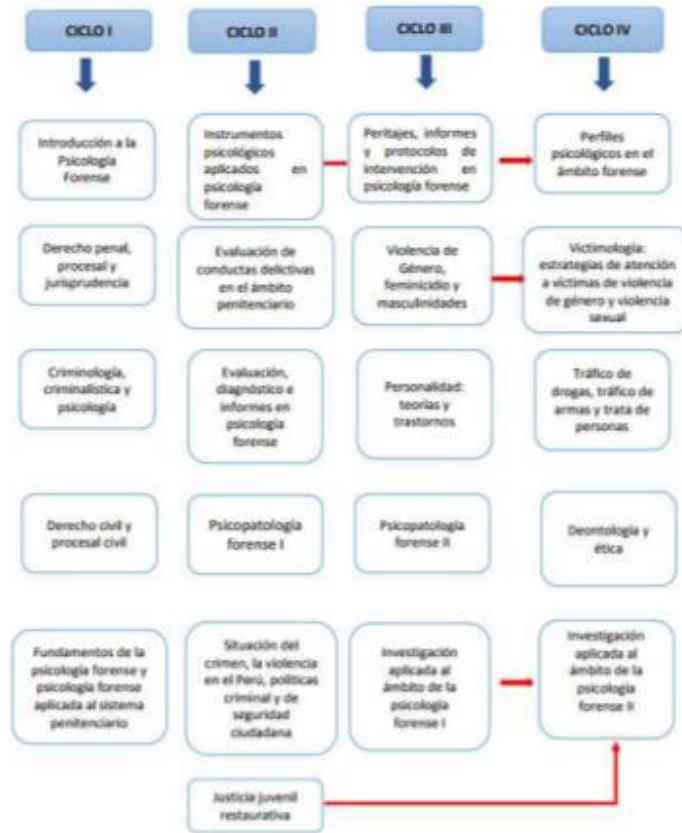 CICLO I
CICLO II
CICLO III
CICLO IV
Introducción a la
Psicología
Forense
Instrumentos
psicológicos
aplicados en
psicología
forense
Peritajes, informes
y protocolos de
intervención en
psicología forense
Perfiles
psicológicos en el
ámbito forense
Derecho penal,
procesal y
jurisprudencia
Evaluación de
conductas delictivas
en el ámbito
penitenciario
Violencia de
Género,
feminicidio y
masculinidades
Victimología:
estrategias de atención
a víctimas de violencia
de género y violencia
sexual
Criminología,
criminalística y
psicología
Evaluación,
diagnóstico e
informes en
psicología
forense
Personalidad:
teorías y
trastornos
Tráfico de
drogas, tráfico de
armas y trata de
personas
Derecho civil y
procesal civil
Psicopatología
forense I
Psicopatología
forense II
Deontología y
ética
Fundamentos de la
psicología forense y
psicología forense
aplicada al sistema
penitenciario
Situación del
crimen, la violencia
en el Perú, políticas
criminal y de
seguridad
ciudadana
Investigación
aplicada al
ámbito de la
psicología
forense I
Investigación
aplicada al
ámbito de la
psicología
forense II
Justicia juvenil
restaurativa